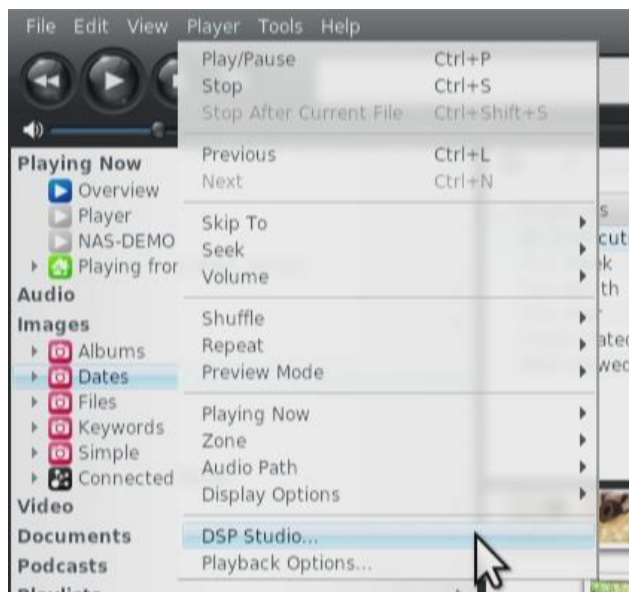 File Edit View Player Tools Help
Play/Pause Ctrl+P
Stop Ctrl+S
Stop After Current File Ctrl+Shift+S
Previous Ctrl+L
Next Ctrl+N
Skip To
Seek
Volume
Shuffle
Repeat
Preview Mode
Playing Now
Zone
Audio Path
Display Options
DSP Studio...
Playback Options...
Playing Now
Overview
Player
NAS-DEMO
Playing
Audio
Images
Albums
Dates
Files
Keywords
Simple
Connected
Video
Documents
Podcasts
Playlists